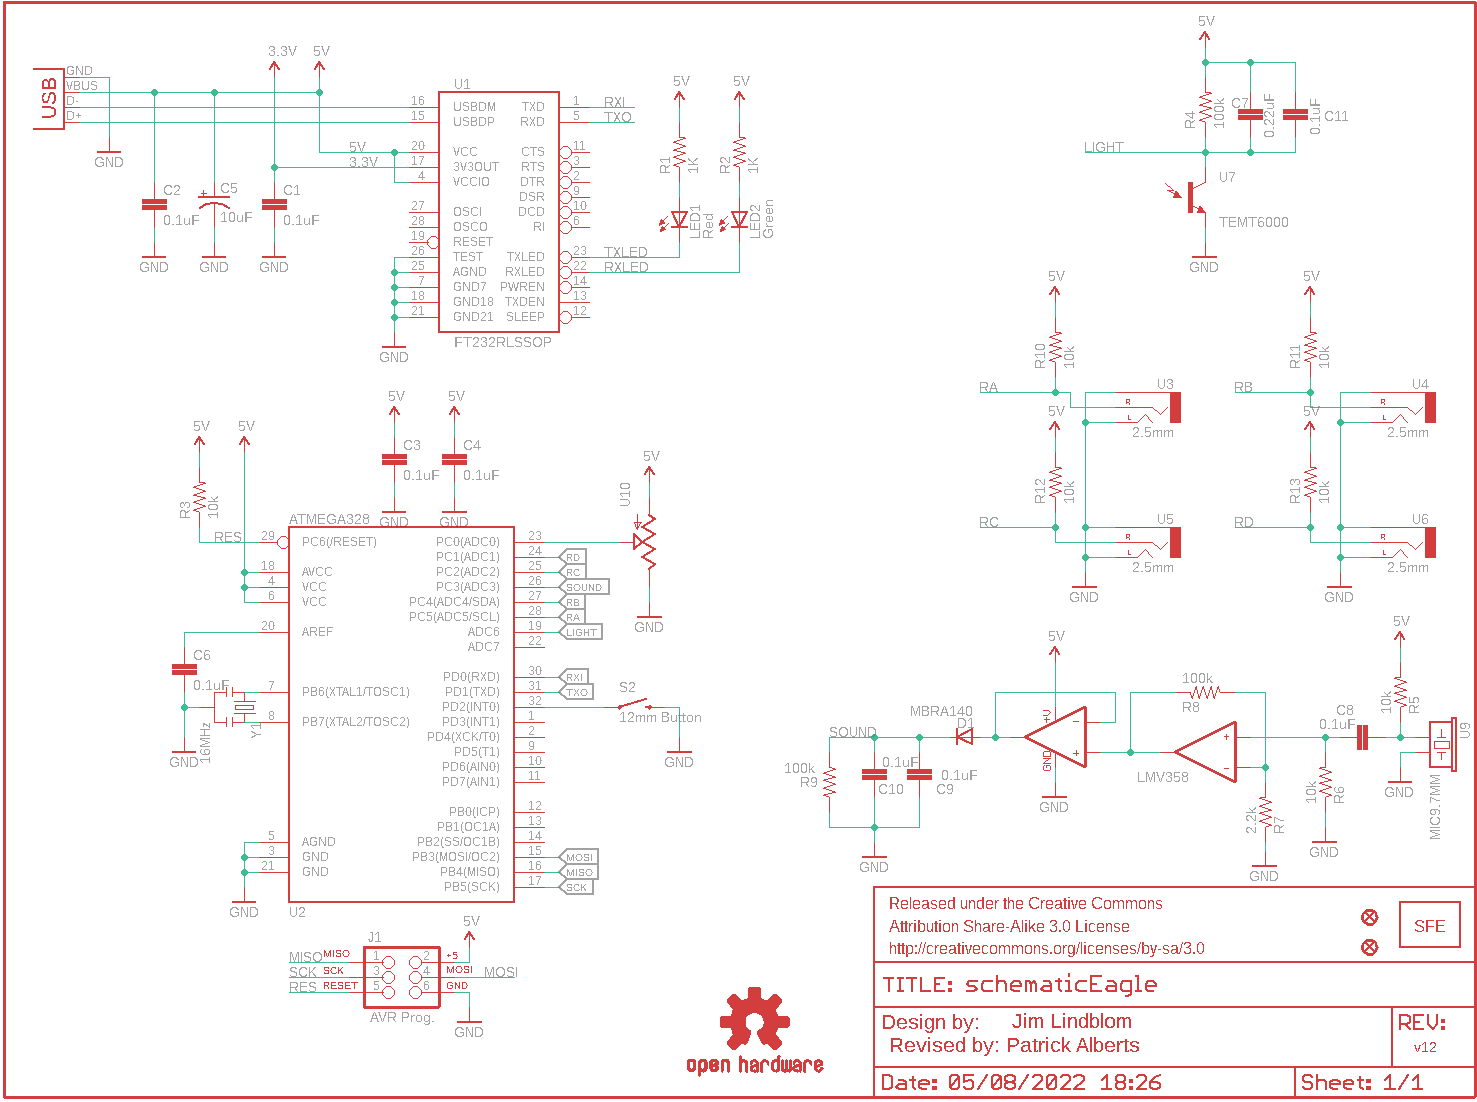 USB
GND
VBUS
D-
D+
GND
3.3V
5V
C2
0.1uF
GND
C5
10uF
GND
C1
0.1uF
GND
5V
3.3V
U1
16 USBDM TXD 1 RXI
15 USBDP RXD 5 TXO
20 VCC CTS 11
17 3V3OUT RTS 3
4 VCCIO DTR 2
DSR 9
27 OSCI DCD 10
28 OSCO RI 6
19 RESET
26 TEST TXLED 23 TXLED
25 AGND RXLED 22 RXLED
7 GND7 PWREN 14
18 GND18 TXDEN 13
21 GND21 SLEEP 12
FT232RLSSOP
GND
5V
R1
1K
LED1
Red
5V
R2
1K
LED2
Green
5V
R4
100k
C7
0.22uF
0.1uF
C11
LIGHT
U7
TEMT6000
GND
5V
R10
10k
RA
U3
R
L
2.5mm
5V
R12
10k
RC
U5
R
L
2.5mm
GND
5V
R11
10k
RB
U4
R
L
2.5mm
5V
R13
10k
RD
U6
R
L
2.5mm
GND
5V
C3
0.1uF
GND
5V
C4
0.1uF
GND
5V
R3
10k
RES
5V
ATMEGA328
29 PC6(/RESET) PC0(ADC0) 23
PC1(ADC1) 24 RD
18 AVCC PC2(ADC2) 25 RC
4 VCC PC3(ADC3) 26 SOUND
6 VCC PC4(ADC4/SDA) 27 RB
PC5(ADC5/SCL) 28 RA
20 AREF ADC6 19 LIGHT
ADC7 22
PD0(RXD) 30 RXI
7 PB6(XTAL1/TOSC1) PD1(TXD) 31 TXO
PD2(INT0) 32
8 PB7(XTAL2/TOSC2) PD3(INT1) 1
PD4(XCK/T0) 2
PD5(T1) 9
PD6(AIN0) 10
PD7(AIN1) 11
PB0(ICP) 12
PB1(OC1A) 13
5 AGND PB2(SS/OC1B) 14
3 GND PB3(MOSI/OC2) 15 MOSI
21 GND PB4(MISO) 16 MISO
PB5(SCK) 17 SCK
U2
GND
C6
0.1uF
GND
16MHz
Y1
5V
U10
GND
S2
12mm Button
GND
J1
5V
MISO MISO 1 2 +5
SCK SCK 3 4 MOSI MOSI
RES RESET 5 6 GND
AVR Prog.
GND
SOUND
100k
R9
0.1uF
C10
0.1uF
C9
GND
MBRA140
D1
5V
+V
GND
-
+
GND
100k
R8
+
-
LMV358
2.2k
R7
GND
10k
R6
GND
C8
0.1uF
5V
10k
R5
GND
U9
MIC9.7MM
open hardware
Released under the Creative Commons
Attribution Share-Alike 3.0 License
http://creativecommons.org/licenses/by-sa/3.0
SFE
TITLE: schematicEagle
Design by: Jim Lindblom
Revised by: Patrick Alberts
REV:
v12
Date: 05/08/2022 18:26
Sheet: 1/1